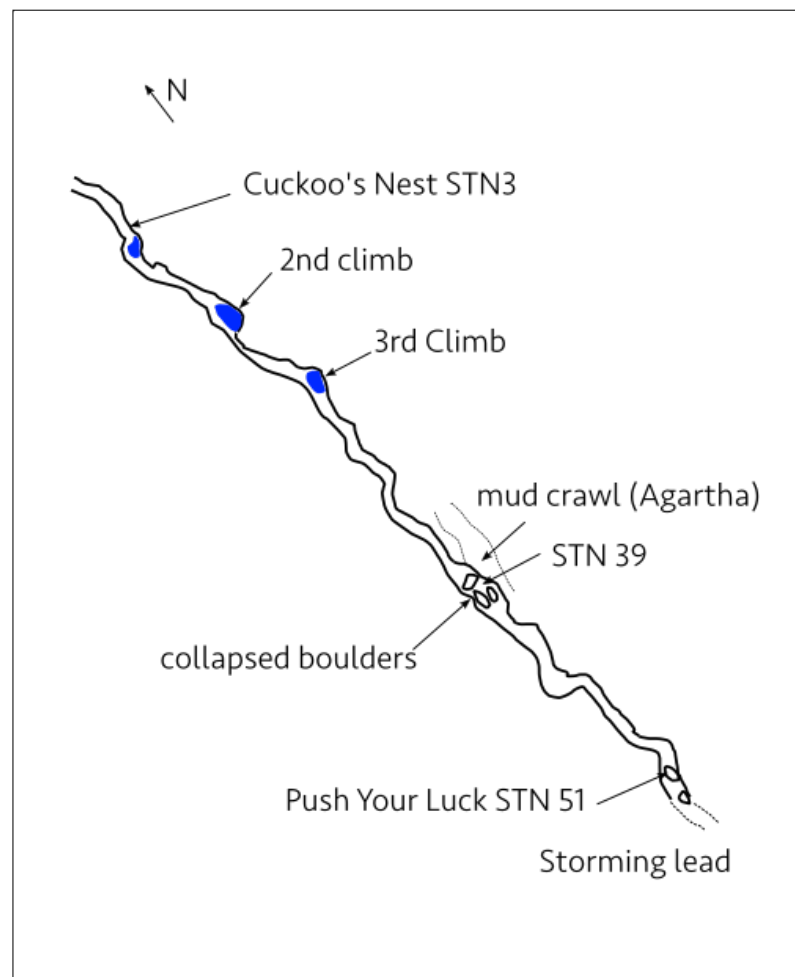 N
Cuckoo's Nest STN3
2nd climb
3rd Climb
mud crawl (Agartha)
STN 39
collapsed boulders
Push Your Luck STN 51
Storming lead